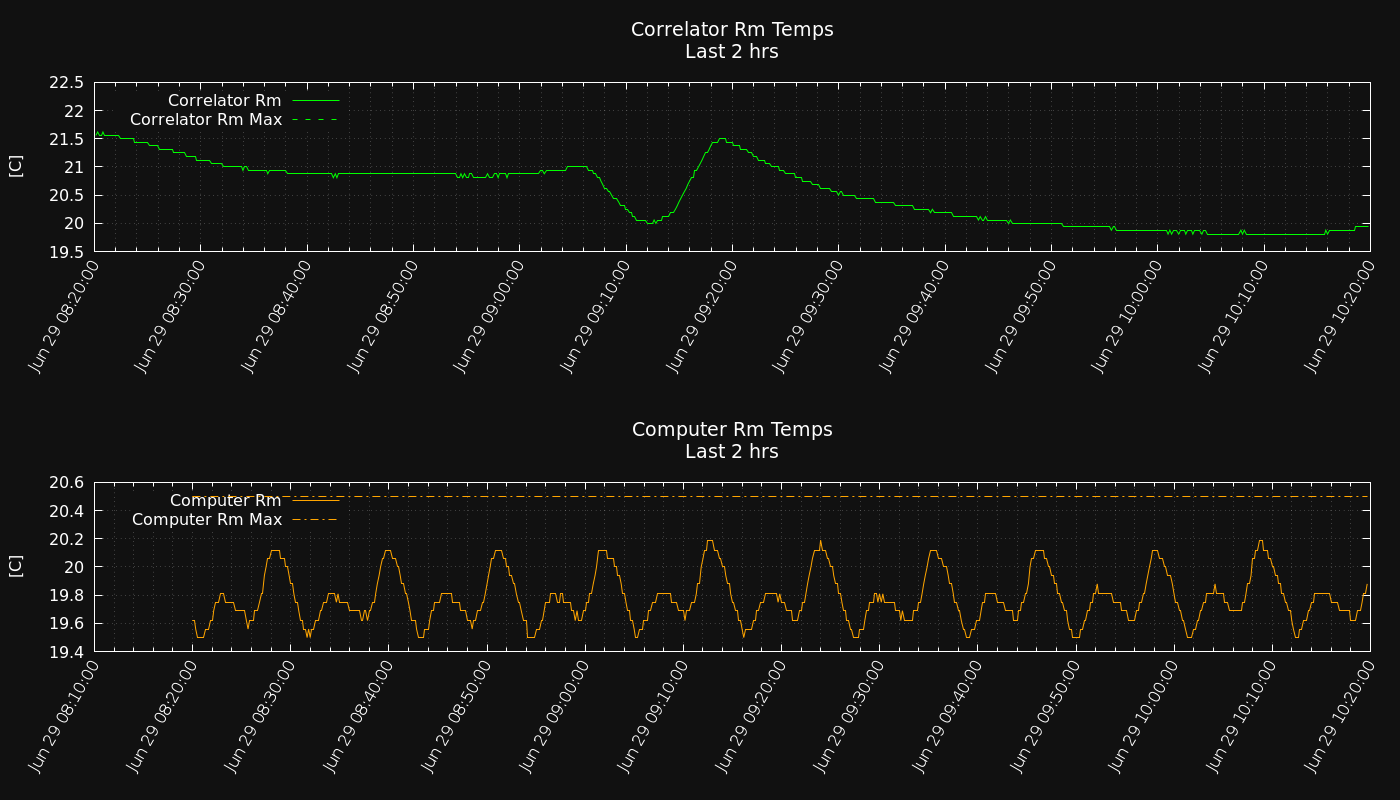 Correlator Rm Temps
Last 2 hrs
22.5
22
21.5
21
20.5
20
19.5
[C]
Correlator Rm
Correlator Rm Max
Jun 29 08:20:00
Jun 29 08:30:00
Jun 29 08:40:00
Jun 29 08:50:00
Jun 29 09:00:00
Jun 29 09:10:00
Jun 29 09:20:00
Jun 29 09:30:00
Jun 29 09:40:00
Jun 29 09:50:00
Jun 29 10:00:00
Jun 29 10:10:00
Jun 29 10:20:00
Computer Rm Temps
Last 2 hrs
20.6
20.4
20.2
20
19.8
19.6
19.4
[C]
Computer Rm
Computer Rm Max
Jun 29 08:10:00
Jun 29 08:20:00
Jun 29 08:30:00
Jun 29 08:40:00
Jun 29 08:50:00
Jun 29 09:00:00
Jun 29 09:10:00
Jun 29 09:20:00
Jun 29 09:30:00
Jun 29 09:40:00
Jun 29 09:50:00
Jun 29 10:00:00
Jun 29 10:10:00
Jun 29 10:20:00